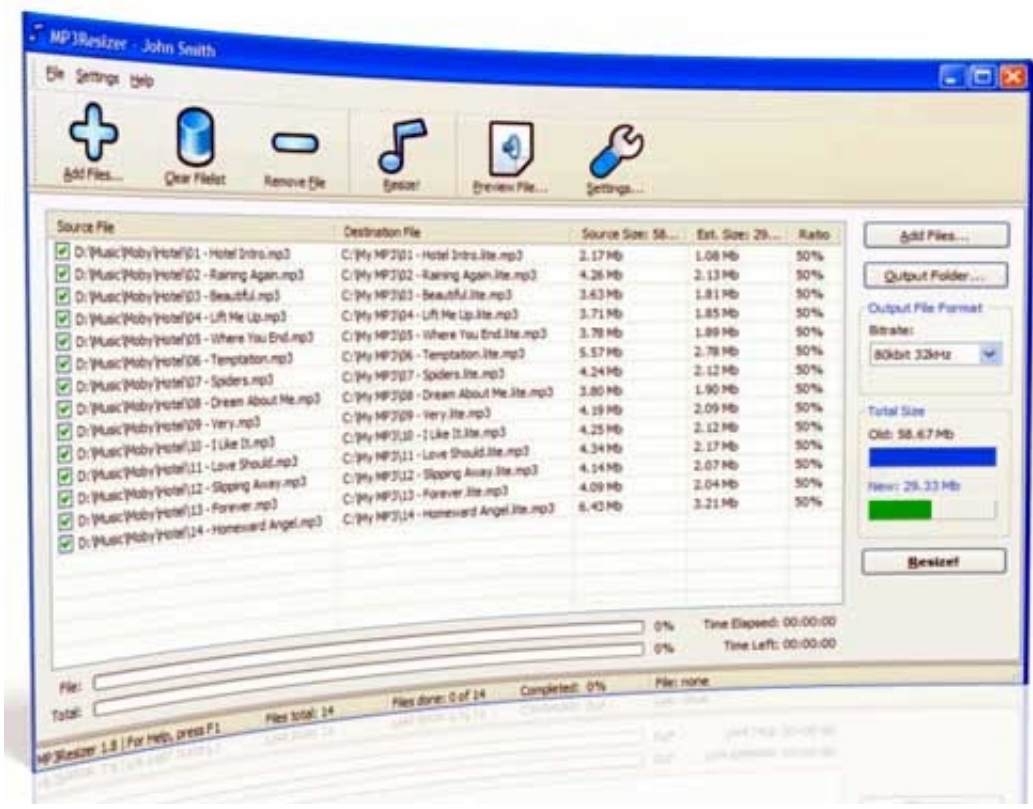 MP3Resizer - John Smith
File Settings Help
Add Files... Clear Filelist Remove File Resize! Preview File... Settings...
Source File Destination File Source Size: 58... Est. Size: 29... Ratio
D:\Music\Moby\Hotel\01 - Hotel Intro.mp3 C:\My MP3\01 - Hotel Intro.lite.mp3 2.17 Mb 1.08 Mb 50%
D:\Music\Moby\Hotel\02 - Raining Again.mp3 C:\My MP3\02 - Raining Again.lite.mp3 4.26 Mb 2.13 Mb 50%
D:\Music\Moby\Hotel\03 - Beautiful.mp3 C:\My MP3\03 - Beautiful.lite.mp3 3.63 Mb 1.81 Mb 50%
D:\Music\Moby\Hotel\04 - Lift Me Up.mp3 C:\My MP3\04 - Lift Me Up.lite.mp3 3.71 Mb 1.85 Mb 50%
D:\Music\Moby\Hotel\05 - Where You End.mp3 C:\My MP3\05 - Where You End.lite.mp3 3.78 Mb 1.89 Mb 50%
D:\Music\Moby\Hotel\06 - Temptation.mp3 C:\My MP3\06 - Temptation.lite.mp3 5.57 Mb 2.78 Mb 50%
D:\Music\Moby\Hotel\07 - Spiders.mp3 C:\My MP3\07 - Spiders.lite.mp3 4.24 Mb 2.12 Mb 50%
D:\Music\Moby\Hotel\08 - Dream About Me.mp3 C:\My MP3\08 - Dream About Me.lite.mp3 3.80 Mb 1.90 Mb 50%
D:\Music\Moby\Hotel\09 - Very.mp3 C:\My MP3\09 - Very.lite.mp3 4.19 Mb 2.09 Mb 50%
D:\Music\Moby\Hotel\10 - I Like It.mp3 C:\My MP3\10 - I Like It.lite.mp3 4.25 Mb 2.12 Mb 50%
D:\Music\Moby\Hotel\11 - Love Should.mp3 C:\My MP3\11 - Love Should.lite.mp3 4.34 Mb 2.17 Mb 50%
D:\Music\Moby\Hotel\12 - Slipping Away.mp3 C:\My MP3\12 - Slipping Away.lite.mp3 4.14 Mb 2.07 Mb 50%
D:\Music\Moby\Hotel\13 - Forever.mp3 C:\My MP3\13 - Forever.lite.mp3 4.09 Mb 2.04 Mb 50%
D:\Music\Moby\Hotel\14 - Homeward Angel.mp3 C:\My MP3\14 - Homeward Angel.lite.mp3 6.43 Mb 3.21 Mb 50%
Add Files...
Output Folder...
Output File Format
Bitrate:
80kbit 32kHz
Total Size
Old: 58.67 Mb
New: 29.33 Mb
Resize!
File: 0% Time Elapsed: 00:00:00
Total: 0% Time Left: 00:00:00
MP3Resizer 1.8 | For Help, press F1 Files total: 14 Files done: 0 of 14 Completed: 0% File: none